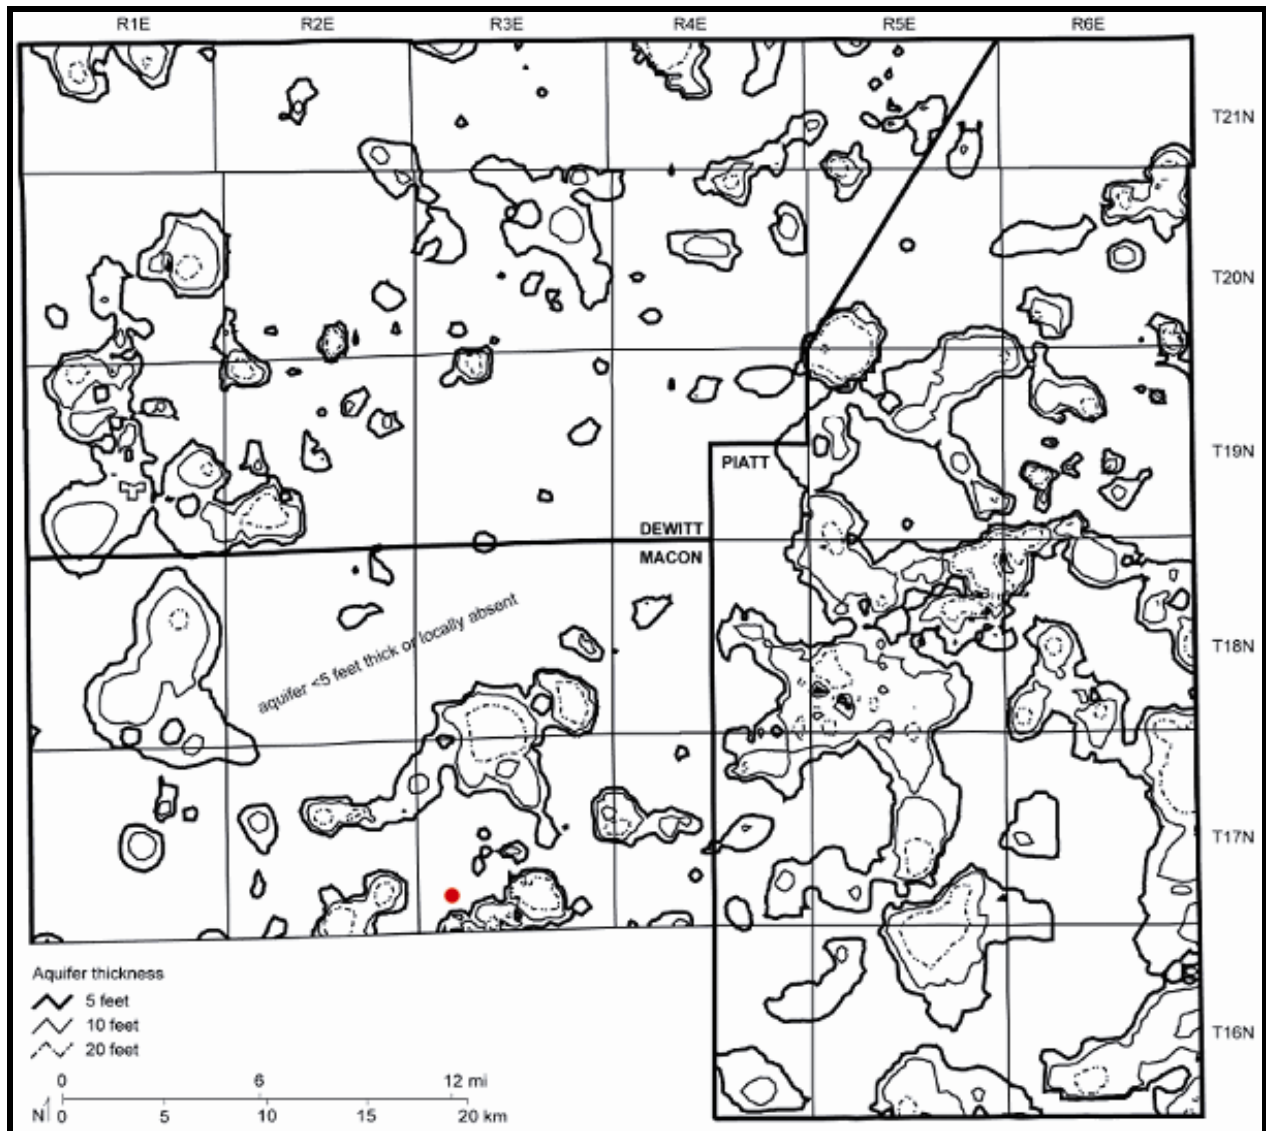 R1E R2E R3E R4E R5E R6E
T21N
T20N
T19N
PIATT
DEWITT
MACON
aquifer <5 feet thick or locally absent
T18N
T17N
Aquifer thickness
5 feet
10 feet
20 feet
T16N
0 6 12 mi
N 0 5 10 15 20 km